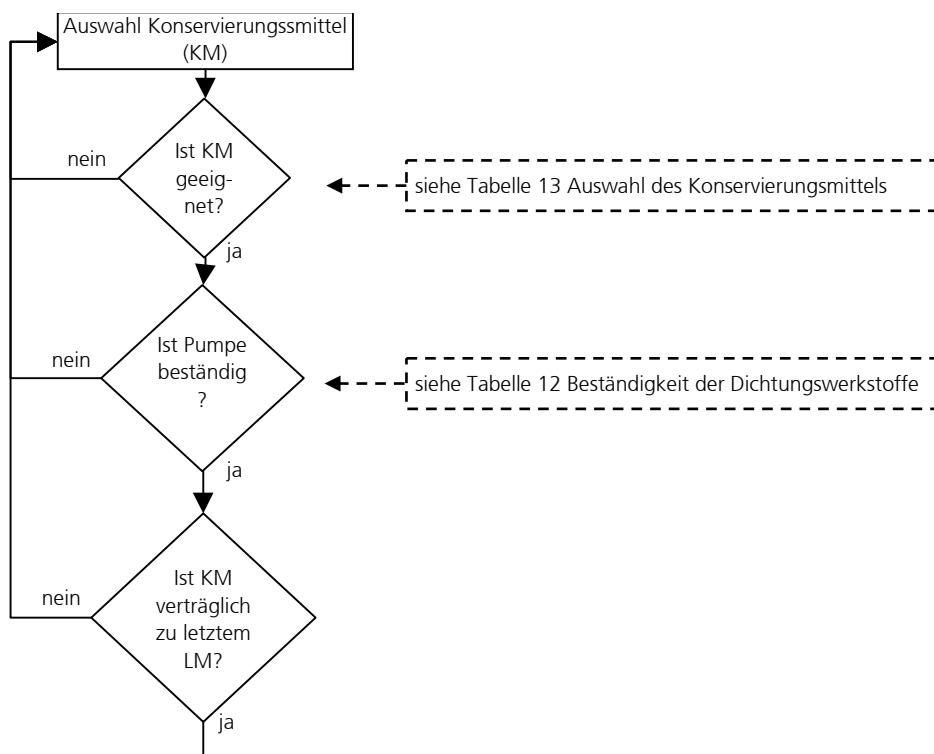 Auswahl Konservierungssmittel
(KM)
nein
Ist KM
geeig-
net?
siehe Tabelle 13 Auswahl des Konservierungsmittels
ja
nein
Ist Pumpe
beständig
?
siehe Tabelle 12 Beständigkeit der Dichtungswerkstoffe
ja
nein
Ist KM
verträglich
zu letztem
LM?
ja